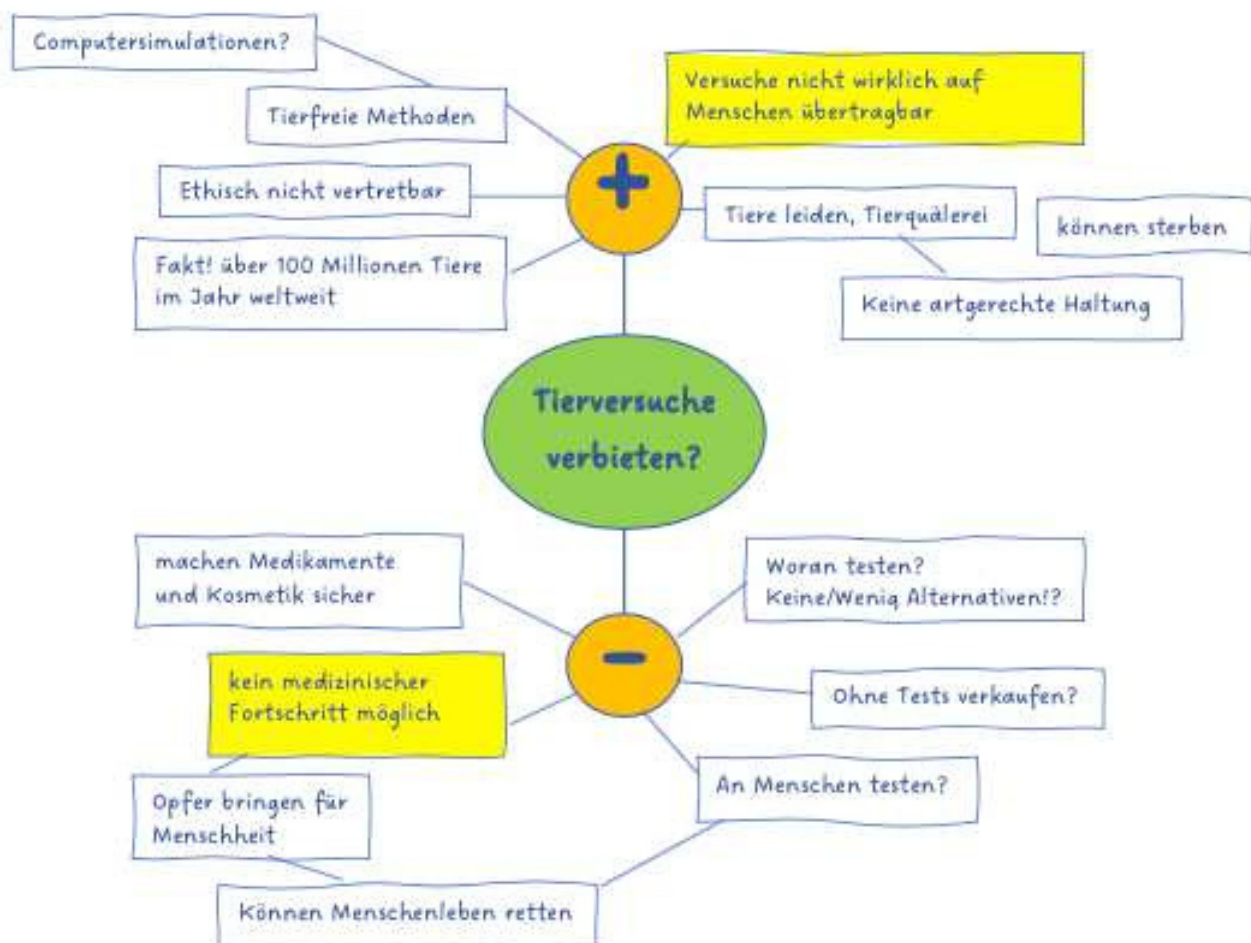 Computersimulationen?
Versuche nicht wirklich auf
Menschen übertragbar
Tierfreie Methoden
+
Ethisch nicht vertretbar
Tiere leiden, Tierquälerei
können sterben
Fakt! über 100 Millionen Tiere
im Jahr weltweit
Keine artgerechte Haltung
Tierversuche
verbieten?
machen Medikamente
und Kosmetik sicher
Woran testen?
Keine/Wenig Alternativen!?
-
kein medizinischer
Fortschritt möglich
Ohne Tests verkaufen?
An Menschen testen?
Opfer bringen für
Menschheit
Können Menschenleben retten